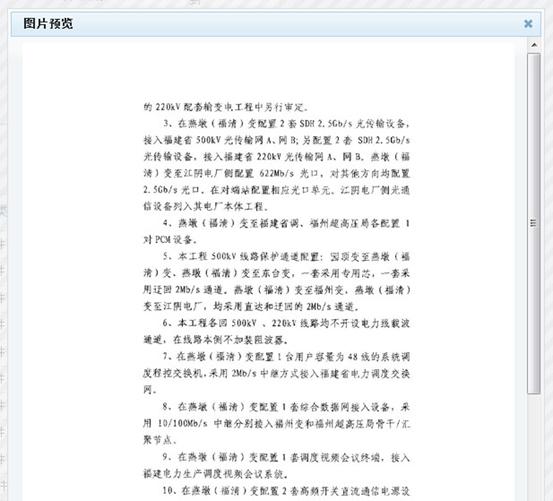 图片预览
的 220kV 配套输变电工程中另行审定。
3、在燕墩（福清）变配置 2 套 SDH 2.5Gb/s 光传输设备，
接入福建省 500kV 光传输网 A、网 B; 另配置 2 套 SDH 2.5Gb/s
光传输设备，接入福建省 220kV 光传输网 A、网 B。燕墩（福
清）变至江阴电厂侧配置 622Mb/s 光口，对其他方向均配置
2.5Gb/s 光口。在对端站配置相应光口单元。江阴电厂侧光通
信设备列入其电厂本体工程。
4、燕墩（福清）变至福建省调、福州超高压局各配置 1
对 PCM 设备。
5、本工程 500kV 线路保护通道配置：变至燕墩（福
清）变、燕墩（福清）变至东台变，一套采用专用芯，一套采
用迂回 2Mb/s 通道。燕墩（福清）变至福州变、燕墩（福清）
变至江阴电厂，均采用直达和迂回的 2Mb/s 通道。
6、本工程各回 500kV 、220kV 线路均不开设电力线载波
通道，在线路本侧不加装阻波器。
7、在燕墩（福清）变配置 1 台用户容量为 48 线的系统调
度程控交换机，采用 2Mb/s 中继方式接入福建省电力调度交换
网。
8、在燕墩（福清）变配置 1 套综合数据网接入设备，采
用 10/100Mb/s 中继分别接入福州变和福州超高压局骨干/汇
聚节点。
9、在燕墩（福清）变配置 1 套调度视频会议终端，接入
福建电力生产调度视频会议系统。
10、在燕墩（福清）变配置 2 套高频开关直流通信电源设